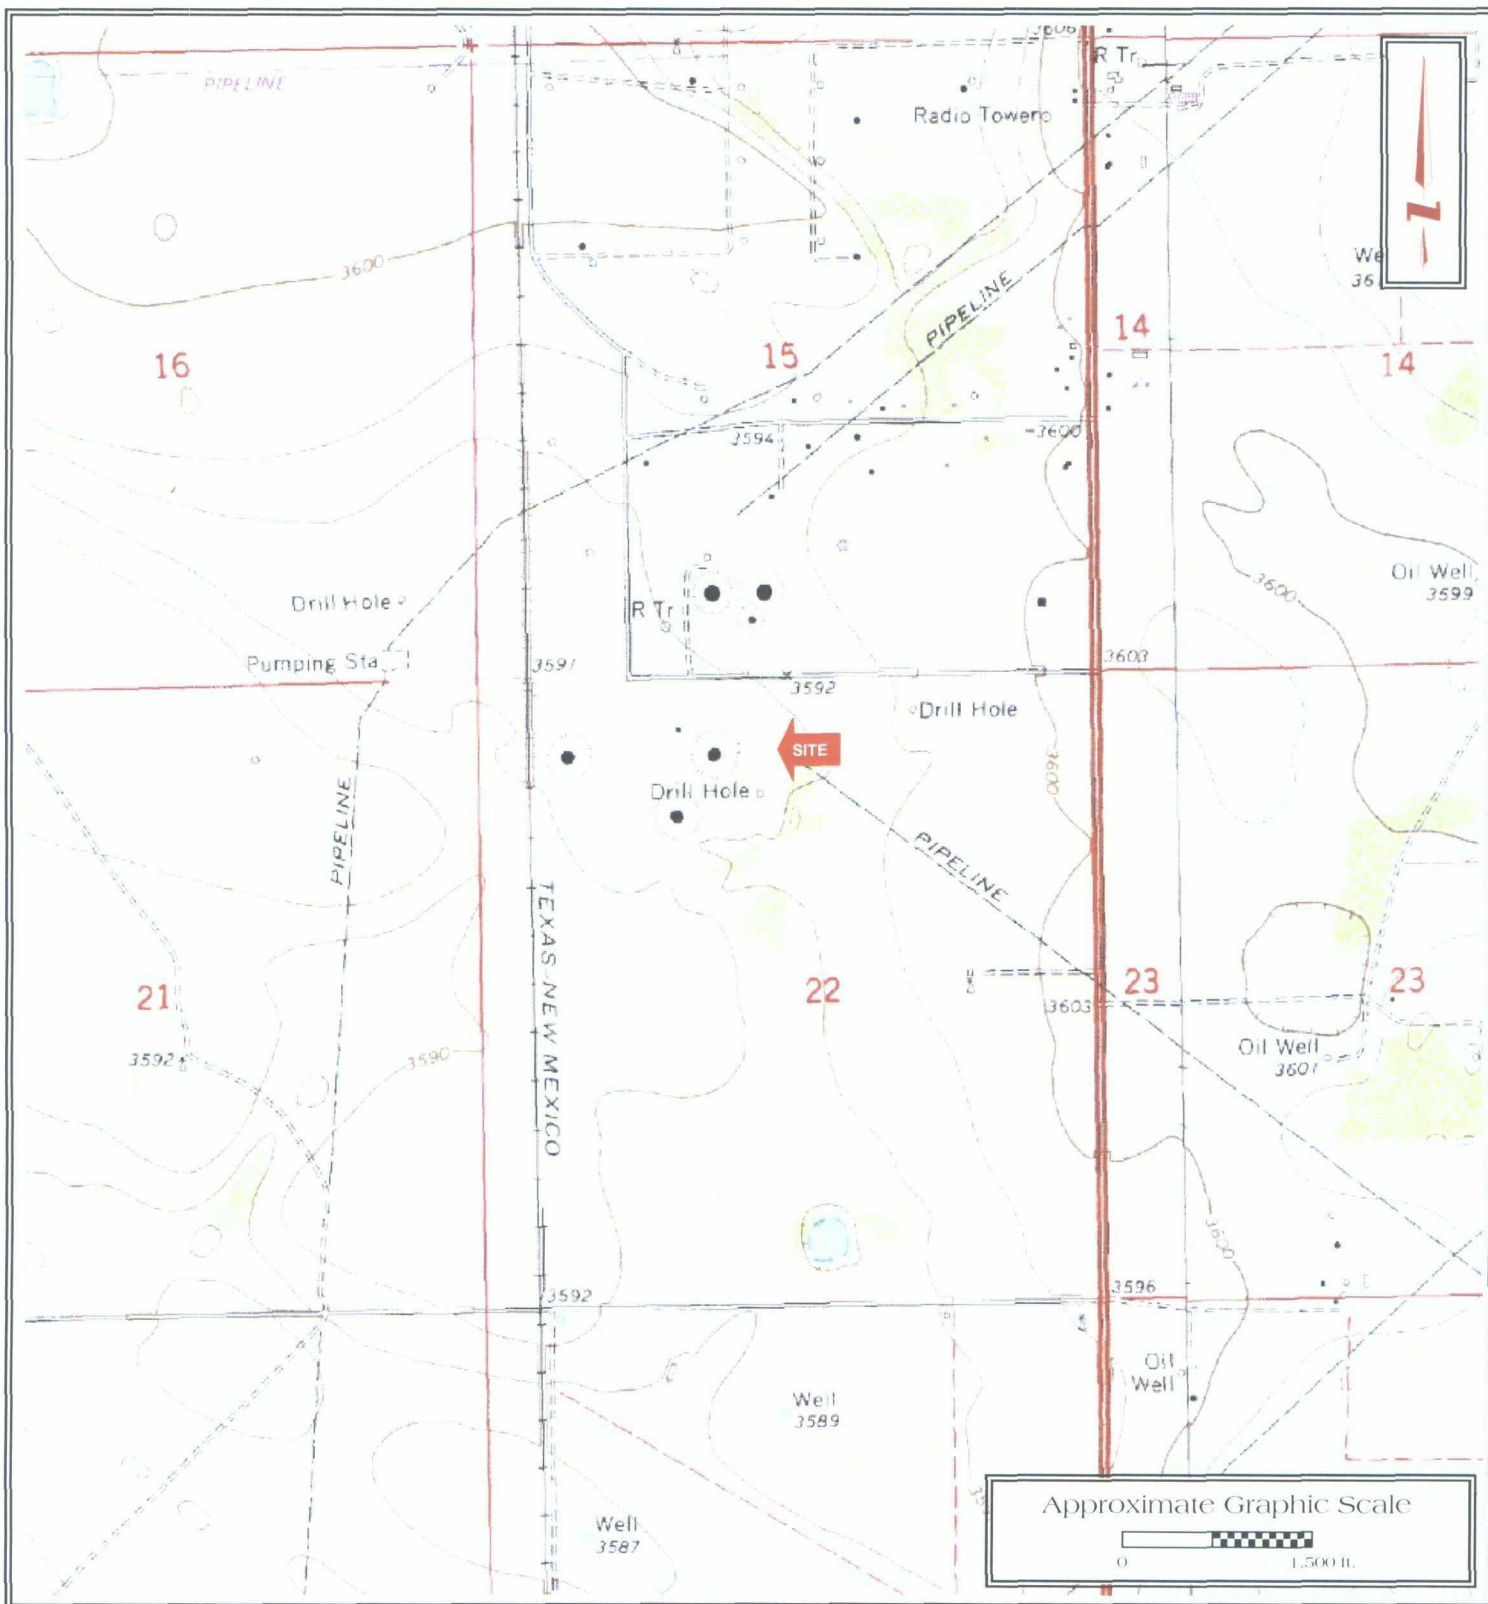 3606
R Tr
PIPELINE
Radio Tower
3600
PIPELINE
16
15
14
14
3594
3600
3600
Oil Well
3599
Drill Hole
R Tr
Pumping Sta
3591
3603
3592
Drill Hole
SITE
Drill Hole
3600
PIPELINE
PIPELINE
TEXAS-NEW MEXICO
21
22
23
23
3603
3592
3590
Oil Well
3601
3600
3592
3596
Oil
Well
Well
3589
Well
3587
Approximate Graphic Scale
0
1,500 ft.